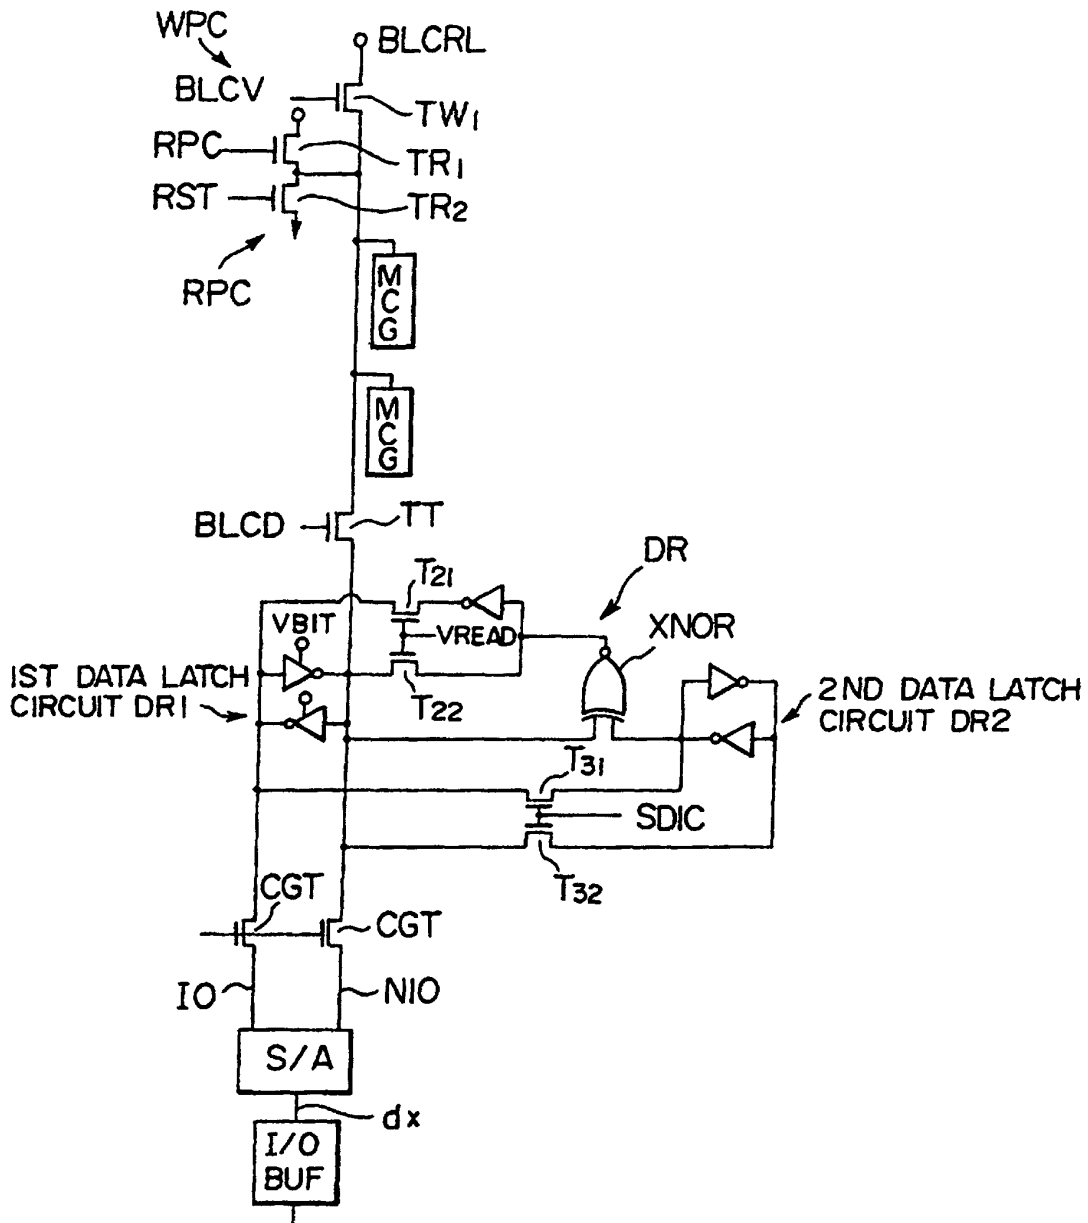 WPC
BLCRL
BLCV
TW1
RPC
TR1
RST
TR2
RPC
MCG
MCG
BLCD
TT
DR
T21
VBIT
VREAD
XNOR
1ST DATA LATCH
CIRCUIT DR1
T22
2ND DATA LATCH
CIRCUIT DR2
T31
SDIC
T32
CGT
CGT
IO
NIO
S/A
dx
I/O
BUF